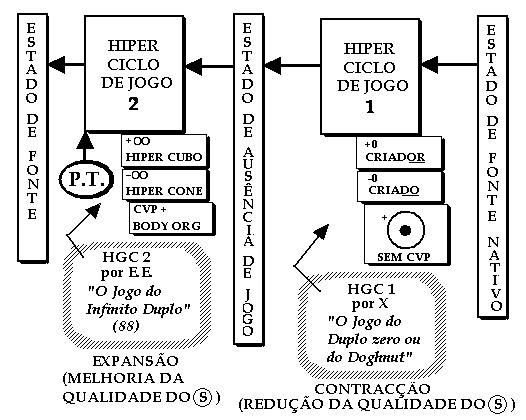 ESTADO DE FONTE
HIPER
CICLO
DE JOGO
2
+∞
HIPER CUBO
-∞
HIPER CONE
CVP +
BODY ORG
P.T.
HGC 2
por E.E.
"O Jogo do
Infinito Duplo"
(88)
EXPANSÃO
(MELHORIA DA
QUALIDADE DO Ⓢ)
ESTADO DE AUSÊNCIA DE JOGO
HIPER
CICLO
DE JOGO
1
+0
CRIADOR
-0
CRIADO
+
SEM CVP
HGC 1
por X
"O Jogo do
Duplo zero ou
do Doghnut"
CONTRACÇÃO
(REDUÇÃO DA QUALIDADE DO Ⓢ)
ESTADO DE FONTE NATIVO